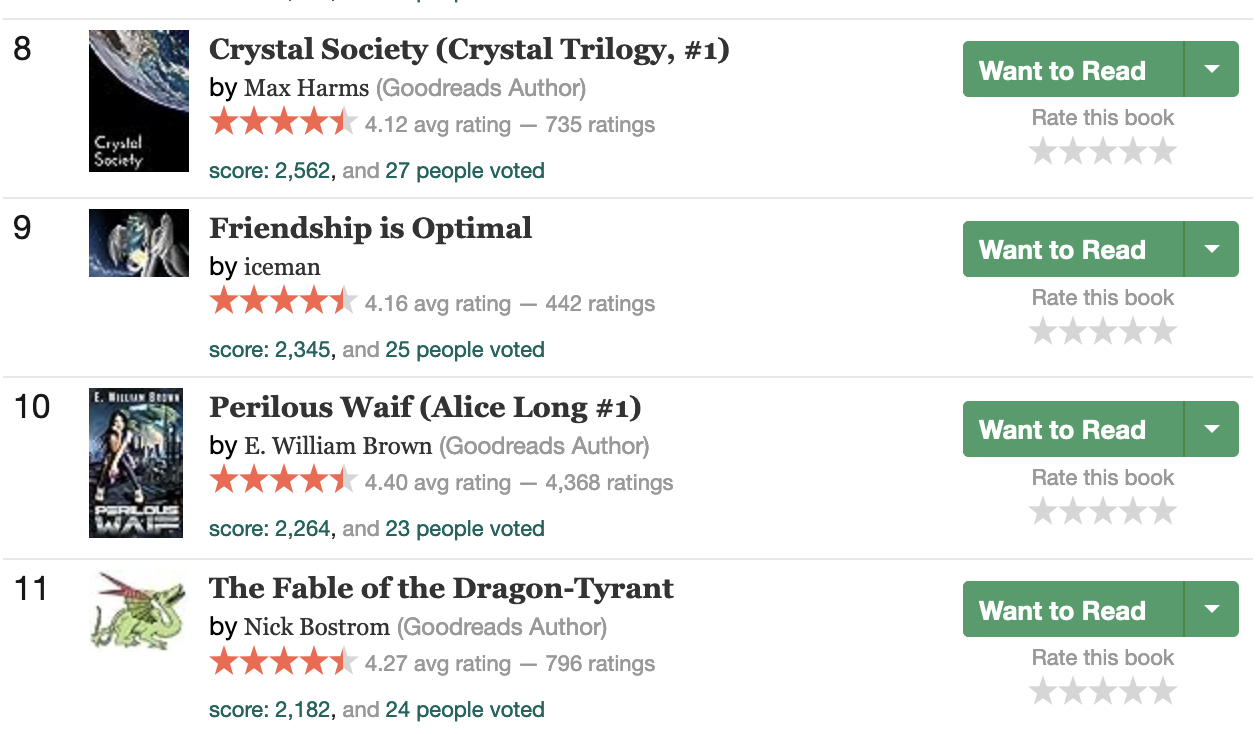 8
Crystal Society (Crystal Trilogy, #1)
by Max Harms (Goodreads Author)
4.12 avg rating — 735 ratings
score: 2,562, and 27 people voted
Crystal
Society
Want to Read
Rate this book
9
Friendship is Optimal
by iceman
4.16 avg rating — 442 ratings
score: 2,345, and 25 people voted
Want to Read
Rate this book
10
E. WILLIAM BROWN
PERILOUS
WAIF
Perilous Waif (Alice Long #1)
by E. William Brown (Goodreads Author)
4.40 avg rating — 4,368 ratings
score: 2,264, and 23 people voted
Want to Read
Rate this book
11
The Fable of the Dragon-Tyrant
by Nick Bostrom (Goodreads Author)
4.27 avg rating — 796 ratings
score: 2,182, and 24 people voted
Want to Read
Rate this book